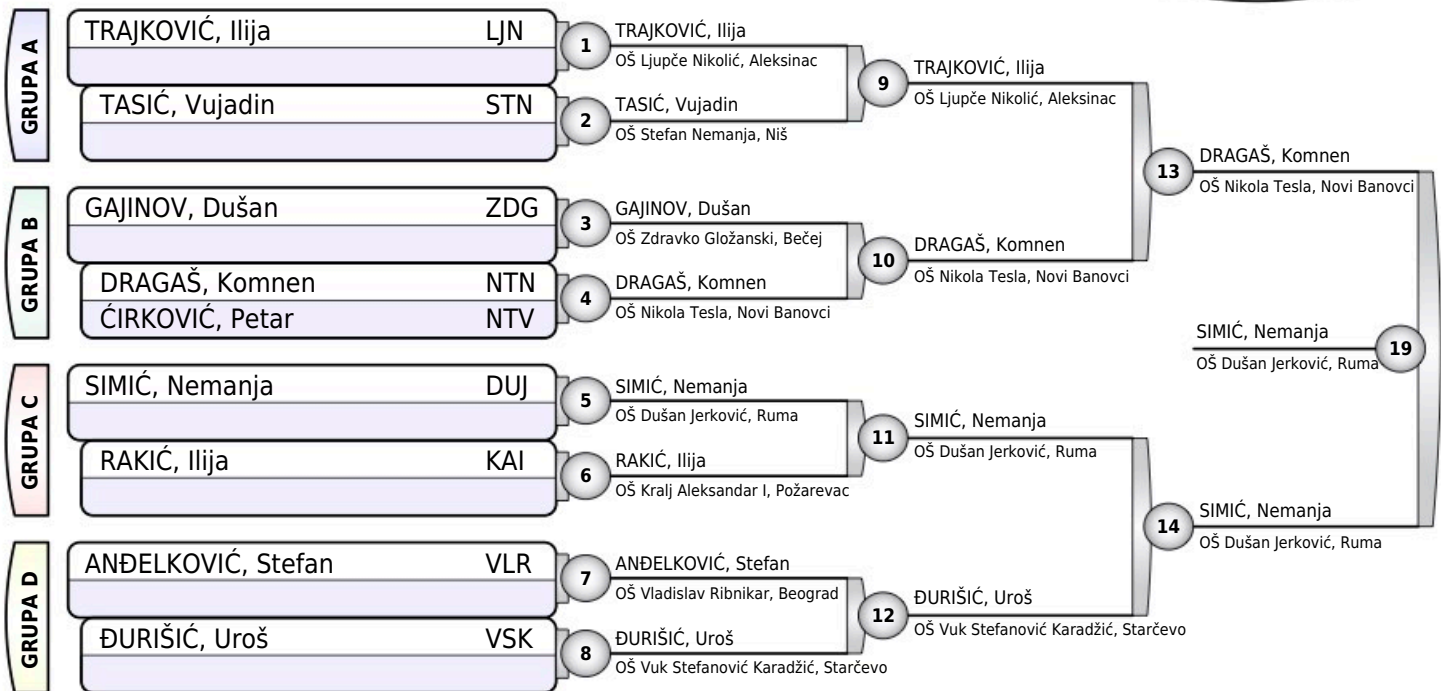 GRUPA A
TRAJKOVIĆ, Ilija LJN
TASIĆ, Vujadin STN
1
TRAJKOVIĆ, Ilija
OŠ Ljupče Nikolić, Aleksinac
2
TASIĆ, Vujadin
OŠ Stefan Nemanja, Niš
9
TRAJKOVIĆ, Ilija
OŠ Ljupče Nikolić, Aleksinac
GRUPA B
GAJINOV, Dušan ZDG
DRAGAŠ, Komnen NTN
ĆIRKOVIĆ, Petar NTV
3
GAJINOV, Dušan
OŠ Zdravko Gložanski, Bečej
4
DRAGAŠ, Komnen
OŠ Nikola Tesla, Novi Banovci
10
DRAGAŠ, Komnen
OŠ Nikola Tesla, Novi Banovci
13
DRAGAŠ, Komnen
OŠ Nikola Tesla, Novi Banovci
GRUPA C
SIMIĆ, Nemanja DUJ
RAKIĆ, Ilija KAI
5
SIMIĆ, Nemanja
OŠ Dušan Jerković, Ruma
6
RAKIĆ, Ilija
OŠ Kralj Aleksandar I, Požarevac
11
SIMIĆ, Nemanja
OŠ Dušan Jerković, Ruma
GRUPA D
ANĐELKOVIĆ, Stefan VLR
ĐURIŠIĆ, Uroš VSK
7
ANĐELKOVIĆ, Stefan
OŠ Vladislav Ribnikar, Beograd
8
ĐURIŠIĆ, Uroš
OŠ Vuk Stefanović Karadžić, Starčevo
12
ĐURIŠIĆ, Uroš
OŠ Vuk Stefanović Karadžić, Starčevo
14
SIMIĆ, Nemanja
OŠ Dušan Jerković, Ruma
SIMIĆ, Nemanja
OŠ Dušan Jerković, Ruma
19